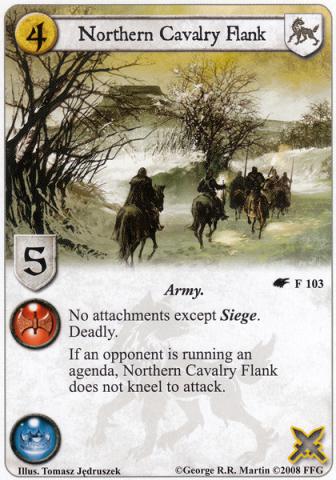 4 Northern Cavalry Flank
5
Army.
F 103
No attachments except Siege.
Deadly.
If an opponent is running an
agenda, Northern Cavalry Flank
does not kneel to attack.
Illus. Tomasz Jędruszek
©George R.R. Martin ©2008 FFG